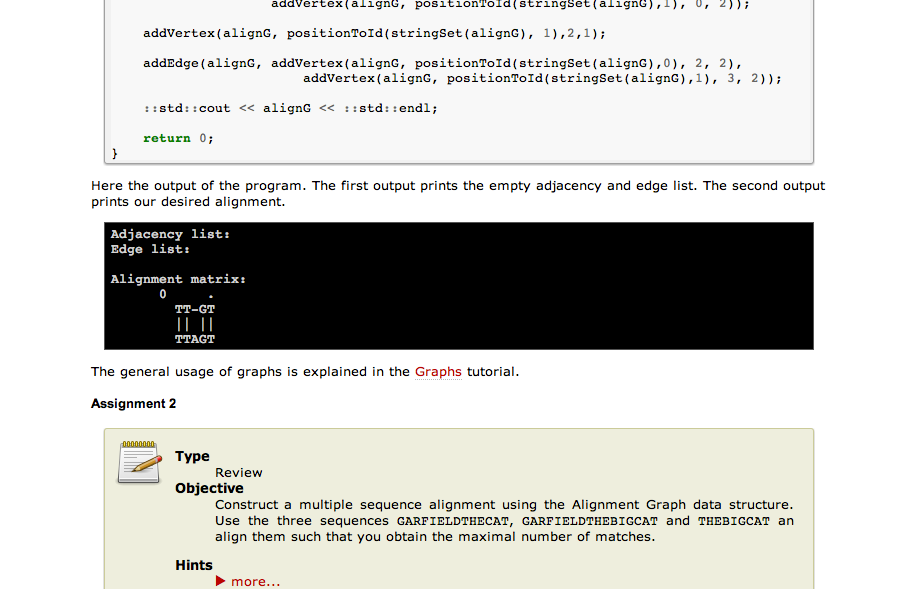 addVertex(alignG, positionToId(stringSet(alignG),1), 0, 2));
addVertex(alignG, positionToId(stringSet(alignG), 1),2,1);
addEdge(alignG, addVertex(alignG, positionToId(stringSet(alignG),0), 2, 2),
addVertex(alignG, positionToId(stringSet(alignG),1), 3, 2));
::std::cout << alignG << ::std::endl;
return 0;
}
Here the output of the program. The first output prints the empty adjacency and edge list. The second output
prints our desired alignment.
Adjacency list:
Edge list:
Alignment matrix:
0 .
TT-GT
|| ||
TTAGT
The general usage of graphs is explained in the Graphs tutorial.
Assignment 2
Type
Review
Objective
Construct a multiple sequence alignment using the Alignment Graph data structure.
Use the three sequences GARFIELDTHECAT, GARFIELDTHEBIGCAT and THEBIGCAT an
align them such that you obtain the maximal number of matches.
Hints
more...